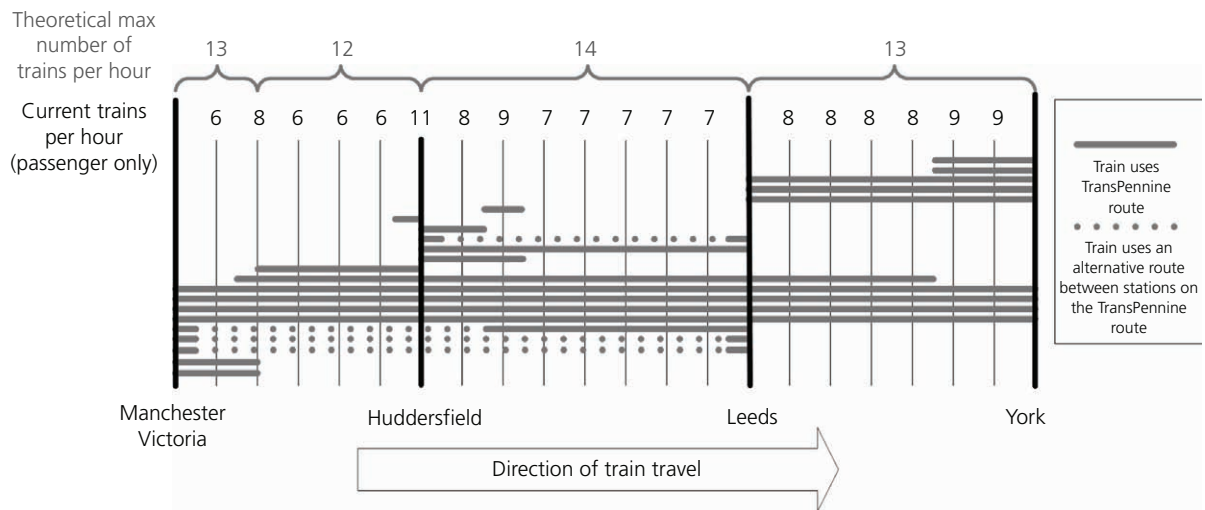 Theoretical max
number of
trains per hour
13 12 14 13
Current trains
per hour
(passenger only)
6 8 6 6 6 11 8 9 7 7 7 7 7 8 8 8 8 9 9
Train uses
TransPennine
route
Train uses an
alternative route
between stations on
the TransPennine
route
Manchester
Victoria
Huddersfield
Leeds
York
Direction of train travel